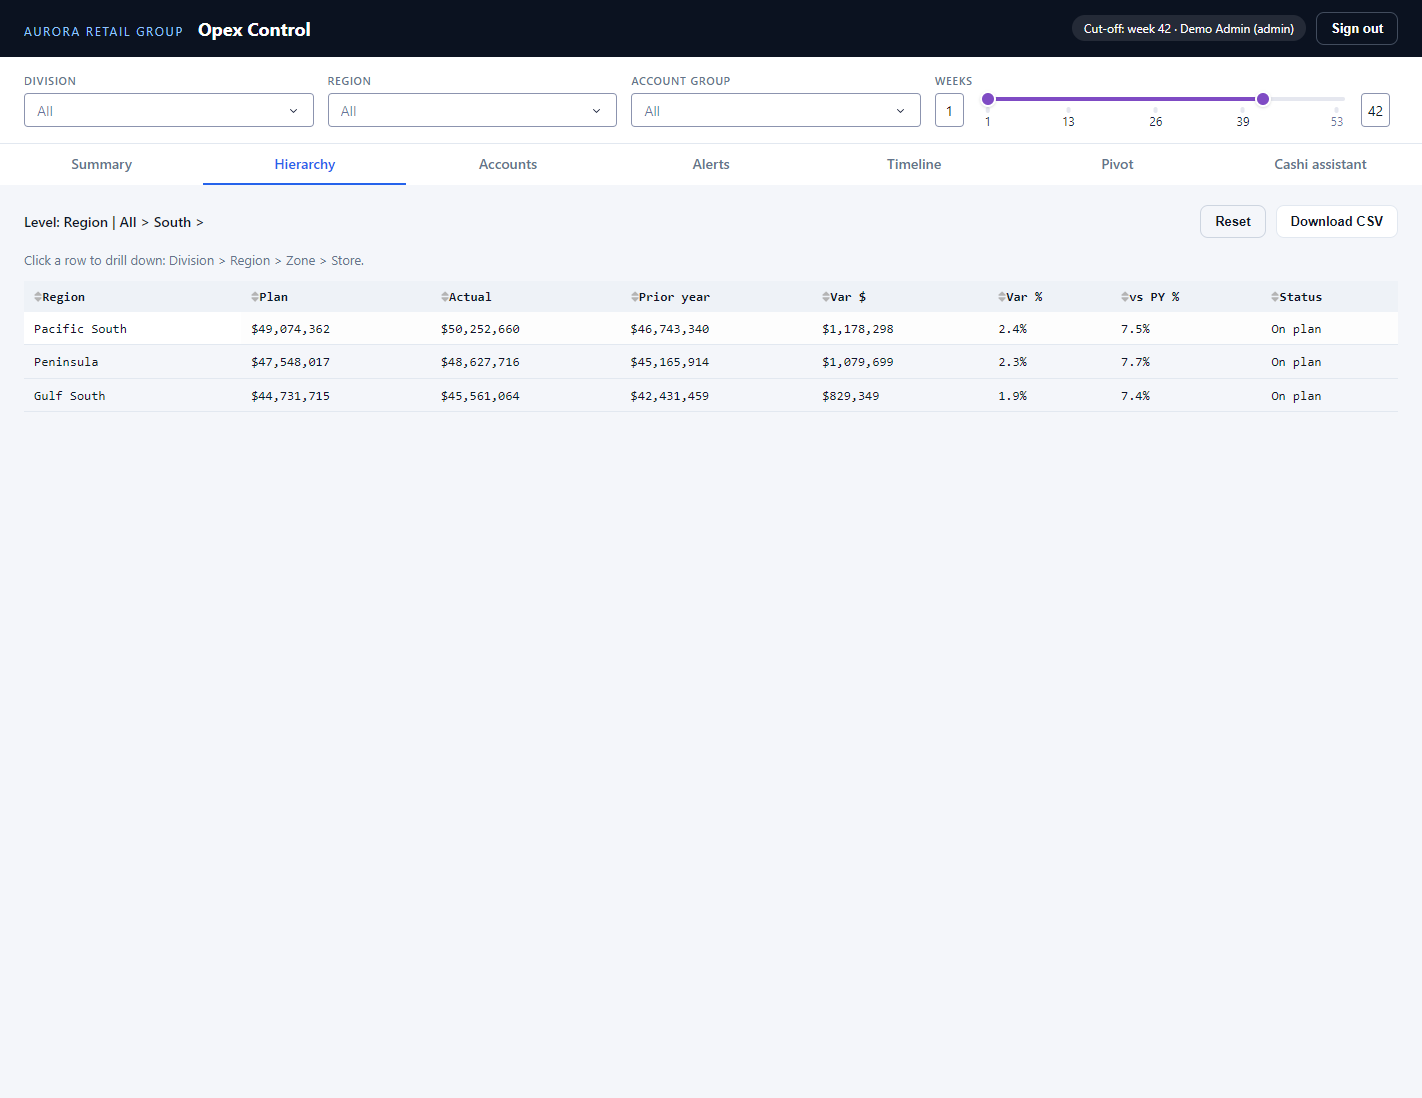 AURORA RETAIL GROUP Opex Control
Cut-off: week 42 · Demo Admin (admin) Sign out
DIVISION REGION ACCOUNT GROUP WEEKS
All All All 1 42
1 13 26 39 53
Summary Hierarchy Accounts Alerts Timeline Pivot Cashi assistant
Level: Region | All > South >
Reset Download CSV
Click a row to drill down: Division > Region > Zone > Store.
Region Plan Actual Prior year Var $ Var % vs PY % Status
Pacific South $49,074,362 $50,252,660 $46,743,340 $1,178,298 2.4% 7.5% On plan
Peninsula $47,548,017 $48,627,716 $45,165,914 $1,079,699 2.3% 7.7% On plan
Gulf South $44,731,715 $45,561,064 $42,431,459 $829,349 1.9% 7.4% On plan